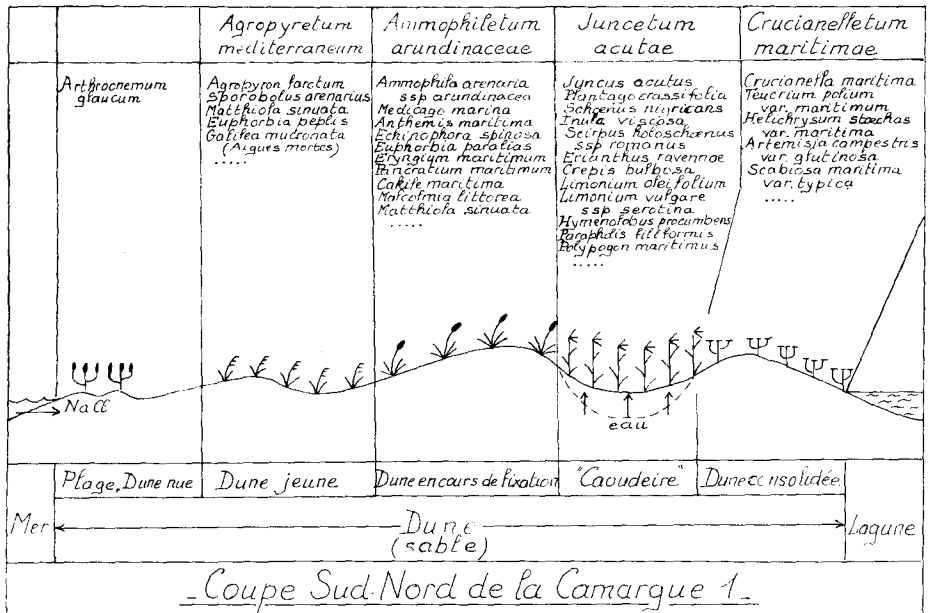 Agropyretum
mediterraneum
Ammophiletum
arundinaceae
Juncetum
acutae
Crucianelletum
maritimae
Arthrocnemum
glaucum
Agropyron farctum
Sporobolus arenarius
Matthiola sinuata
Euphorbia peplis
Galilea mucronata
(Aigues mortes)
.....
Ammophila arenaria
ssp arundinacea
Medicago marina
Anthemis maritima
Echinophora spinosa
Euphorbia paralias
Eryngium maritimum
Pancratium maritimum
Cakile maritima
Malcolmia littorea
Matthiola sinuata
.....
Juncus acutus
Plantago crassifolia
Schoenus nigricans
Inula viscosa
Scirpus holoschoenus
ssp romanus
Erianthus ravennae
Crepis bulbosa
Limonium oleifolium
Limonium vulgare
ssp serotina
Hymenolobus procumbens
Parapholis filiformis
Polypogon maritimus
.....
Crucianella maritima
Teucrium polium
var. maritimum
Helichrysum stœchas
var. maritima
Artemisia campestris
var. glutinosa
Scabiosa maritima
var. typica
.....
NaCl
eau
Plage, Dune nue
Dune jeune
Dune en cours de fixation
"Caoudeire"
Dune consolidée
Mer
Dune
(sable)
Lagune
_Coupe Sud.Nord de la Camargue 1_